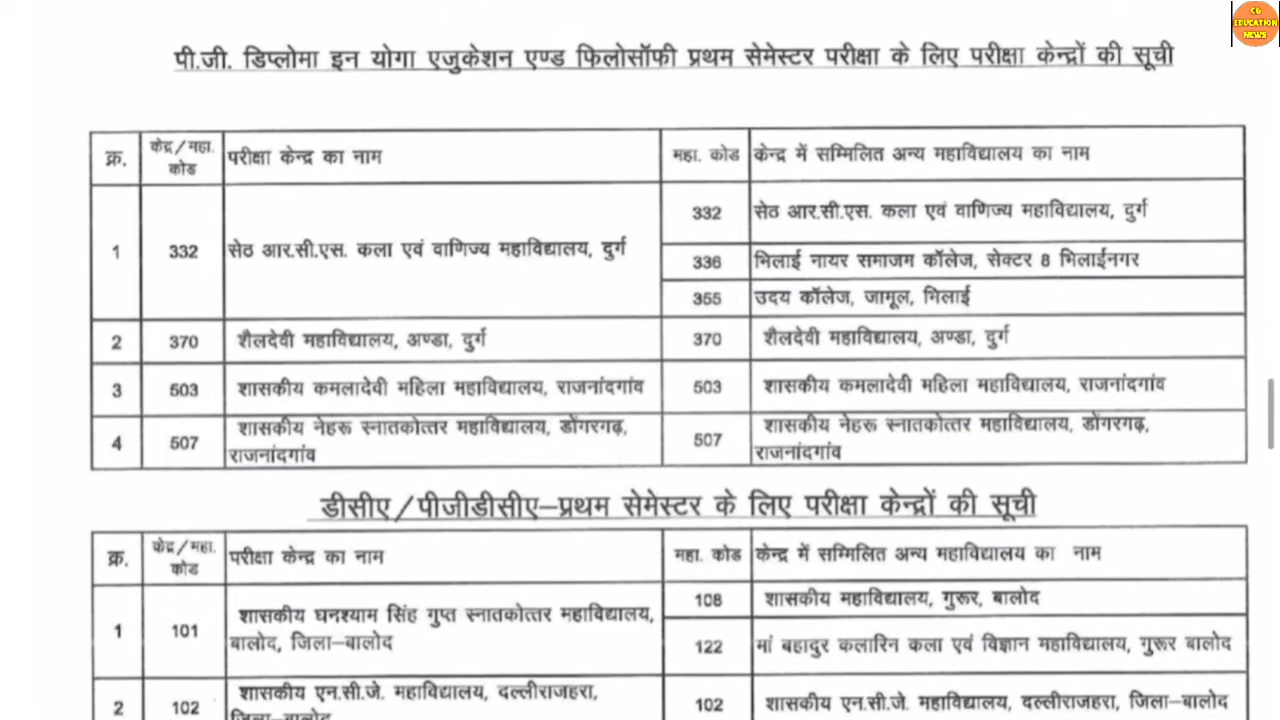 CG
EDUCATION
NEWS
पी.जी. डिप्लोमा इन योगा एजुकेशन एण्ड फिलोसॉफी प्रथम सेमेस्टर परीक्षा के लिए परीक्षा केन्द्रों की सूची
क्र. केद्र/महा. कोड परीक्षा केन्द्र का नाम महा. कोड केन्द्र में सम्मिलित अन्य महाविद्यालय का नाम
332 सेठ आर.सी.एस. कला एवं वाणिज्य महाविद्यालय, दुर्ग
1 332 सेठ आर.सी.एस. कला एवं वाणिज्य महाविद्यालय, दुर्ग
336 भिलाई नायर समाजम कॉलेज, सेक्टर 8 भिलाईनगर
355 उदय कॉलेज, जामूल, भिलाई
2 370 शैलदेवी महाविद्यालय, अण्डा, दुर्ग 370 शैलदेवी महाविद्यालय, अण्डा, दुर्ग
3 503 शासकीय कमलादेवी महिला महाविद्यालय, राजनांदगांव 503 शासकीय कमलादेवी महिला महाविद्यालय, राजनांदगांव
4 507 शासकीय नेहरू स्नातकोत्तर महाविद्यालय, डोंगरगढ़, 507 शासकीय नेहरू स्नातकोत्तर महाविद्यालय, डोंगरगढ़,
राजनांदगांव राजनांदगांव
डीसीए/पीजीडीसीए–प्रथम सेमेस्टर के लिए परीक्षा केन्द्रों की सूची
क्र. केद्र/महा. कोड परीक्षा केन्द्र का नाम महा. कोड केन्द्र में सम्मिलित अन्य महाविद्यालय का नाम
108 शासकीय महाविद्यालय, गुरूर, बालोद
1 101 शासकीय घनश्याम सिंह गुप्त स्नातकोत्तर महाविद्यालय,
बालोद, जिला–बालोद
122 मां बहादुर कलारिन कला एवं विज्ञान महाविद्यालय, गुरूर बालोद
2 102 शासकीय एन.सी.जे. महाविद्यालय, दल्लीराजहरा, 102 शासकीय एन.सी.जे. महाविद्यालय, दल्लीराजहरा, जिला–बालोद
जिला–बालोद